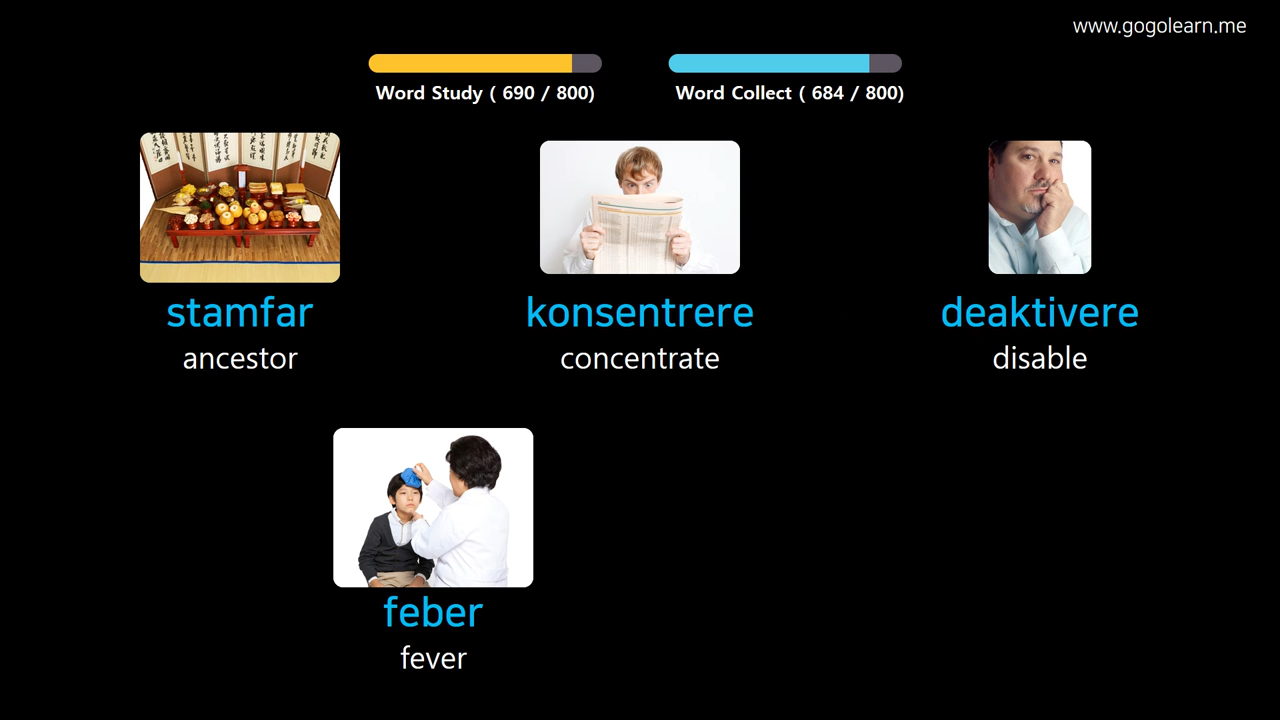 www.gogolearn.me
Word Study ( 690 / 800)
Word Collect ( 684 / 800)
stamfar
ancestor
konsentrere
concentrate
deaktivere
disable
feber
fever